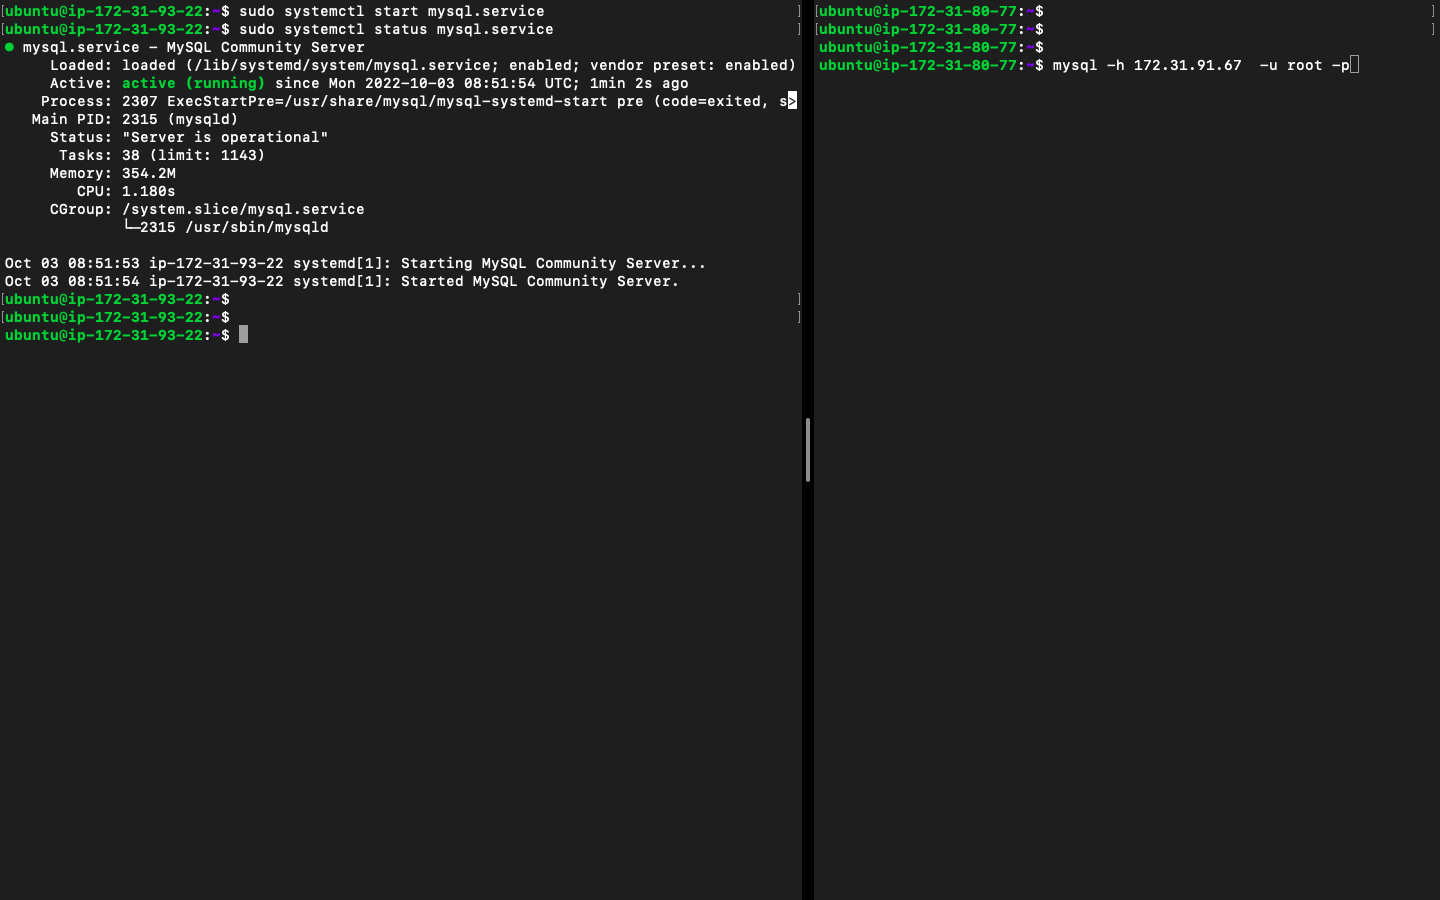 [ubuntu@ip-172-31-93-22:~$ sudo systemctl start mysql.service ]
[ubuntu@ip-172-31-93-22:~$ sudo systemctl status mysql.service ]
● mysql.service - MySQL Community Server
     Loaded: loaded (/lib/systemd/system/mysql.service; enabled; vendor preset: enabled)
     Active: active (running) since Mon 2022-10-03 08:51:54 UTC; 1min 2s ago
    Process: 2307 ExecStartPre=/usr/share/mysql/mysql-systemd-start pre (code=exited, s>
   Main PID: 2315 (mysqld)
     Status: "Server is operational"
      Tasks: 38 (limit: 1143)
     Memory: 354.2M
        CPU: 1.180s
     CGroup: /system.slice/mysql.service
             └─2315 /usr/sbin/mysqld
Oct 03 08:51:53 ip-172-31-93-22 systemd[1]: Starting MySQL Community Server...
Oct 03 08:51:54 ip-172-31-93-22 systemd[1]: Started MySQL Community Server.
[ubuntu@ip-172-31-93-22:~$ ]
[ubuntu@ip-172-31-93-22:~$ ]
ubuntu@ip-172-31-93-22:~$
[ubuntu@ip-172-31-80-77:~$ ]
[ubuntu@ip-172-31-80-77:~$ ]
ubuntu@ip-172-31-80-77:~$
ubuntu@ip-172-31-80-77:~$ mysql -h 172.31.91.67  -u root -p